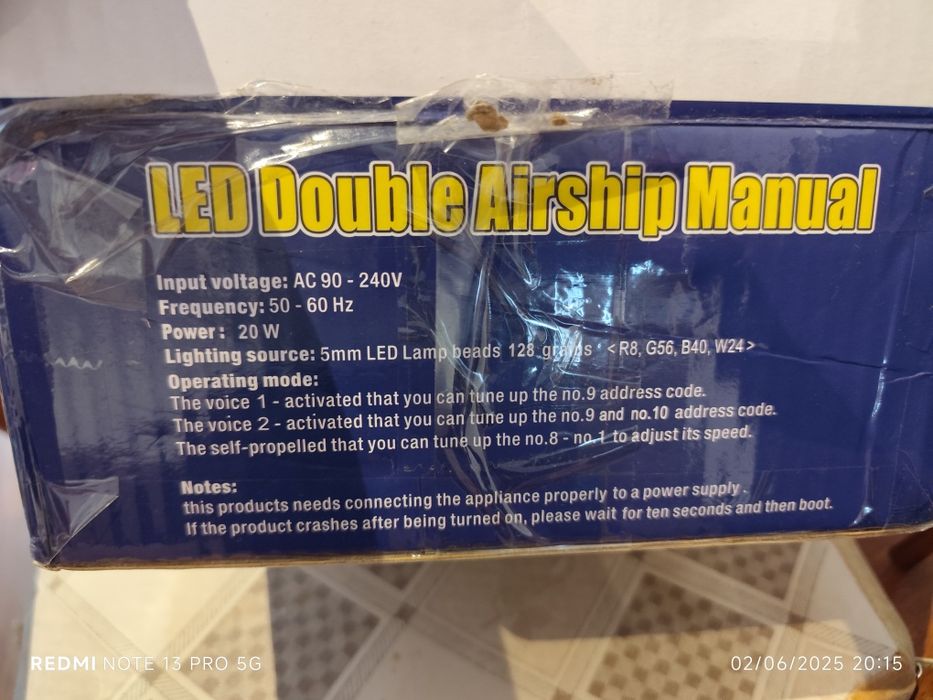 LED Double Airship Manual
Input voltage: AC 90 - 240V
Frequency: 50 - 60 Hz
Power: 20 W
Lighting source: 5mm LED Lamp beads 128 grains <R8, G56, B40, W24>
Operating mode:
The voice 1 - activated that you can tune up the no.9 address code.
The voice 2 - activated that you can tune up the no.9 and no.10 address code.
The self-propelled that you can tune up the no.8 - no.1 to adjust its speed.
Notes:
this products needs connecting the appliance properly to a power supply.
If the product crashes after being turned on, please wait for ten seconds and then boot.
REDMI NOTE 13 PRO 5G
02/06/2025 20:15